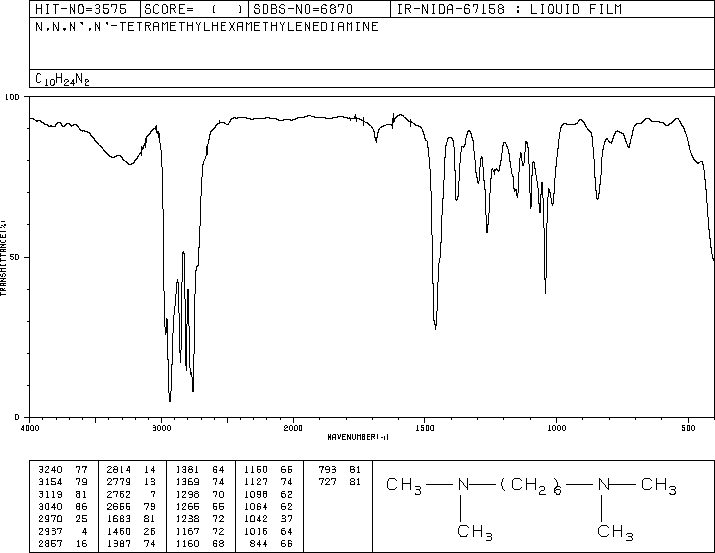 HIT-NO=3575 SCORE= ( ) SDBS-NO=6870 IR-NIDA-67158 : LIQUID FILM
N,N,N',N'-TETRAMETHYLHEXAMETHYLENEDIAMINE
C10H24N2
100
50
0
TRANSMITTANCE(%)
4000 3000 2000 1500 1000 500
WAVENUMBER(-1)
3240 77 2814 14 1381 64 1150 66 793 81
3154 79 2779 13 1369 74 1127 74 727 81
3119 81 2762 7 1298 70 1098 62
3040 86 2666 79 1266 55 1064 62
2970 25 1683 81 1238 72 1042 37
2937 4 1460 26 1167 72 1016 64
2857 16 1387 74 1160 68 844 66
CH3 N (CH2)6 N CH3
CH3 CH3